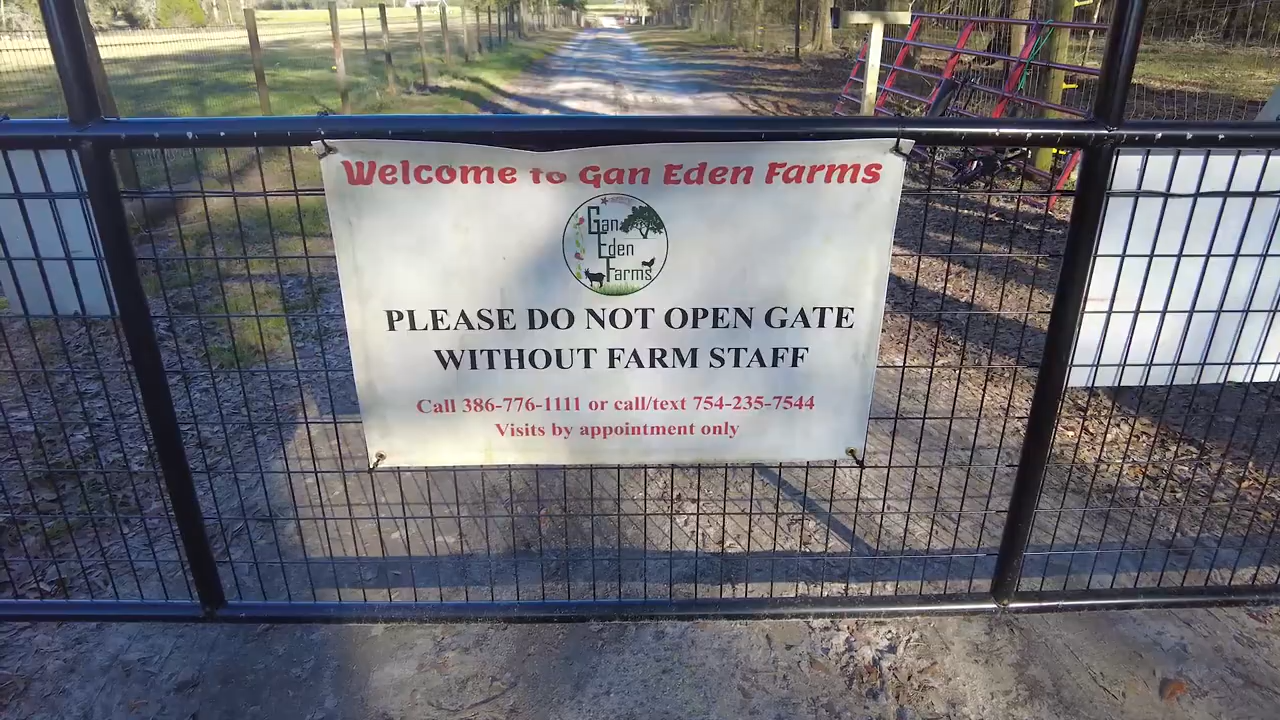 Welcome to Gan Eden Farms
Gan
Eden
Farms
PLEASE DO NOT OPEN GATE
WITHOUT FARM STAFF
Call 386-776-1111 or call/text 754-235-7544
Visits by appointment only